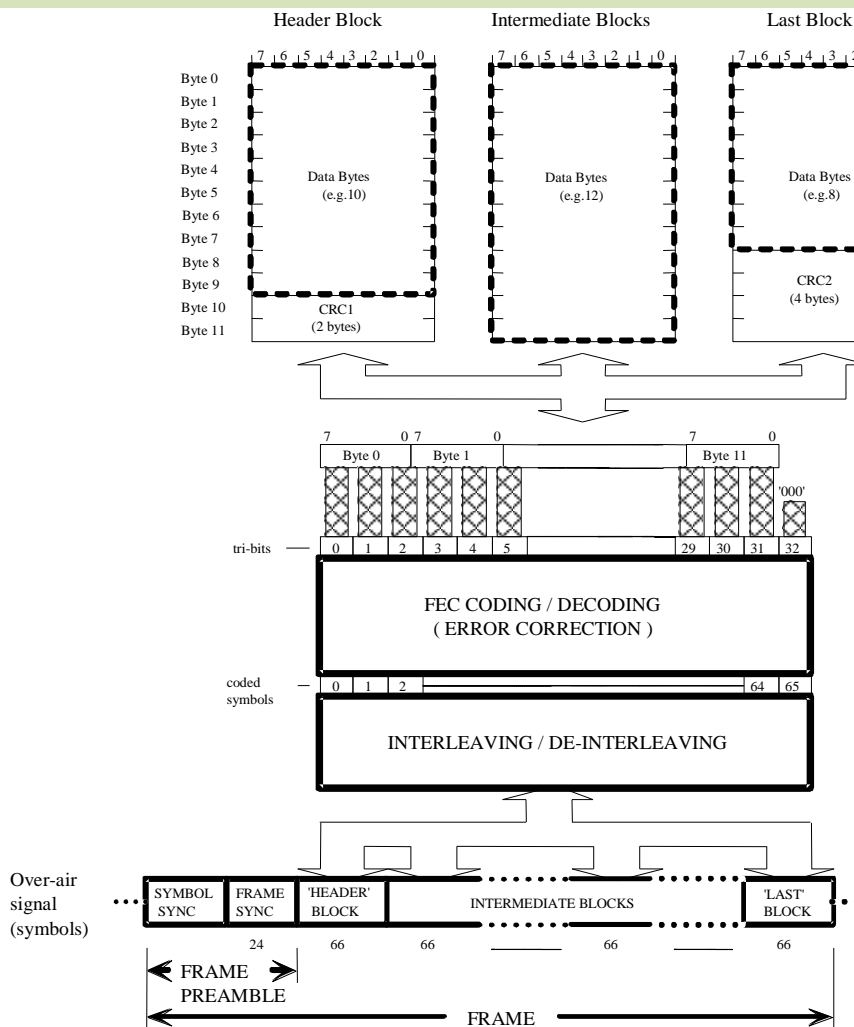 Header Block Intermediate Blocks Last Block
7 6 5 4 3 2 1 0 7 6 5 4 3 2 1 0 7 6 5 4 3 2
Byte 0
Byte 1
Byte 2
Byte 3
Byte 4
Byte 5
Byte 6
Byte 7
Byte 8
Byte 9
Byte 10
Byte 11
Data Bytes
(e.g.10)
CRC1
(2 bytes)
Data Bytes
(e.g.12)
Data Bytes
(e.g.8)
CRC2
(4 bytes)
7 0 7 0 7 0
Byte 0 Byte 1 Byte 11
'000'
tri-bits 0 1 2 3 4 5 29 30 31 32
FEC CODING / DECODING
( ERROR CORRECTION )
coded
symbols
0 1 2 64 65
INTERLEAVING / DE-INTERLEAVING
Over-air
signal
(symbols)
SYMBOL
SYNC
FRAME
SYNC
'HEADER'
BLOCK
INTERMEDIATE BLOCKS
'LAST'
BLOCK
24 66 66 66 66
FRAME
PREAMBLE
FRAME